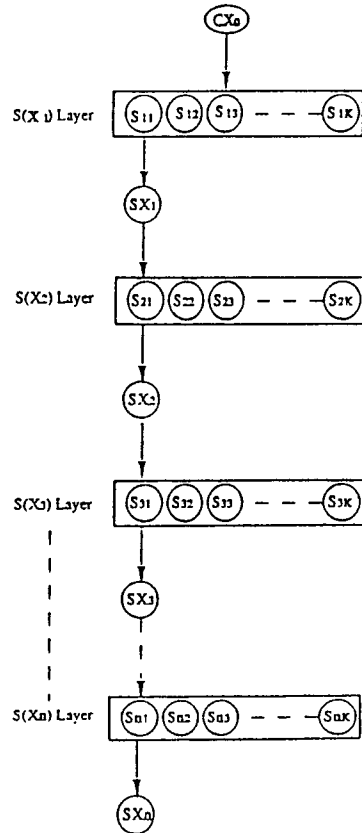 CXn
S(X1) Layer S11 S12 S13 S1K
SX1
S(X2) Layer S21 S22 S23 S2K
SX2
S(X3) Layer S31 S32 S33 S3K
SX3
S(Xn) Layer Sn1 Sn2 Sn3 SnK
SXn